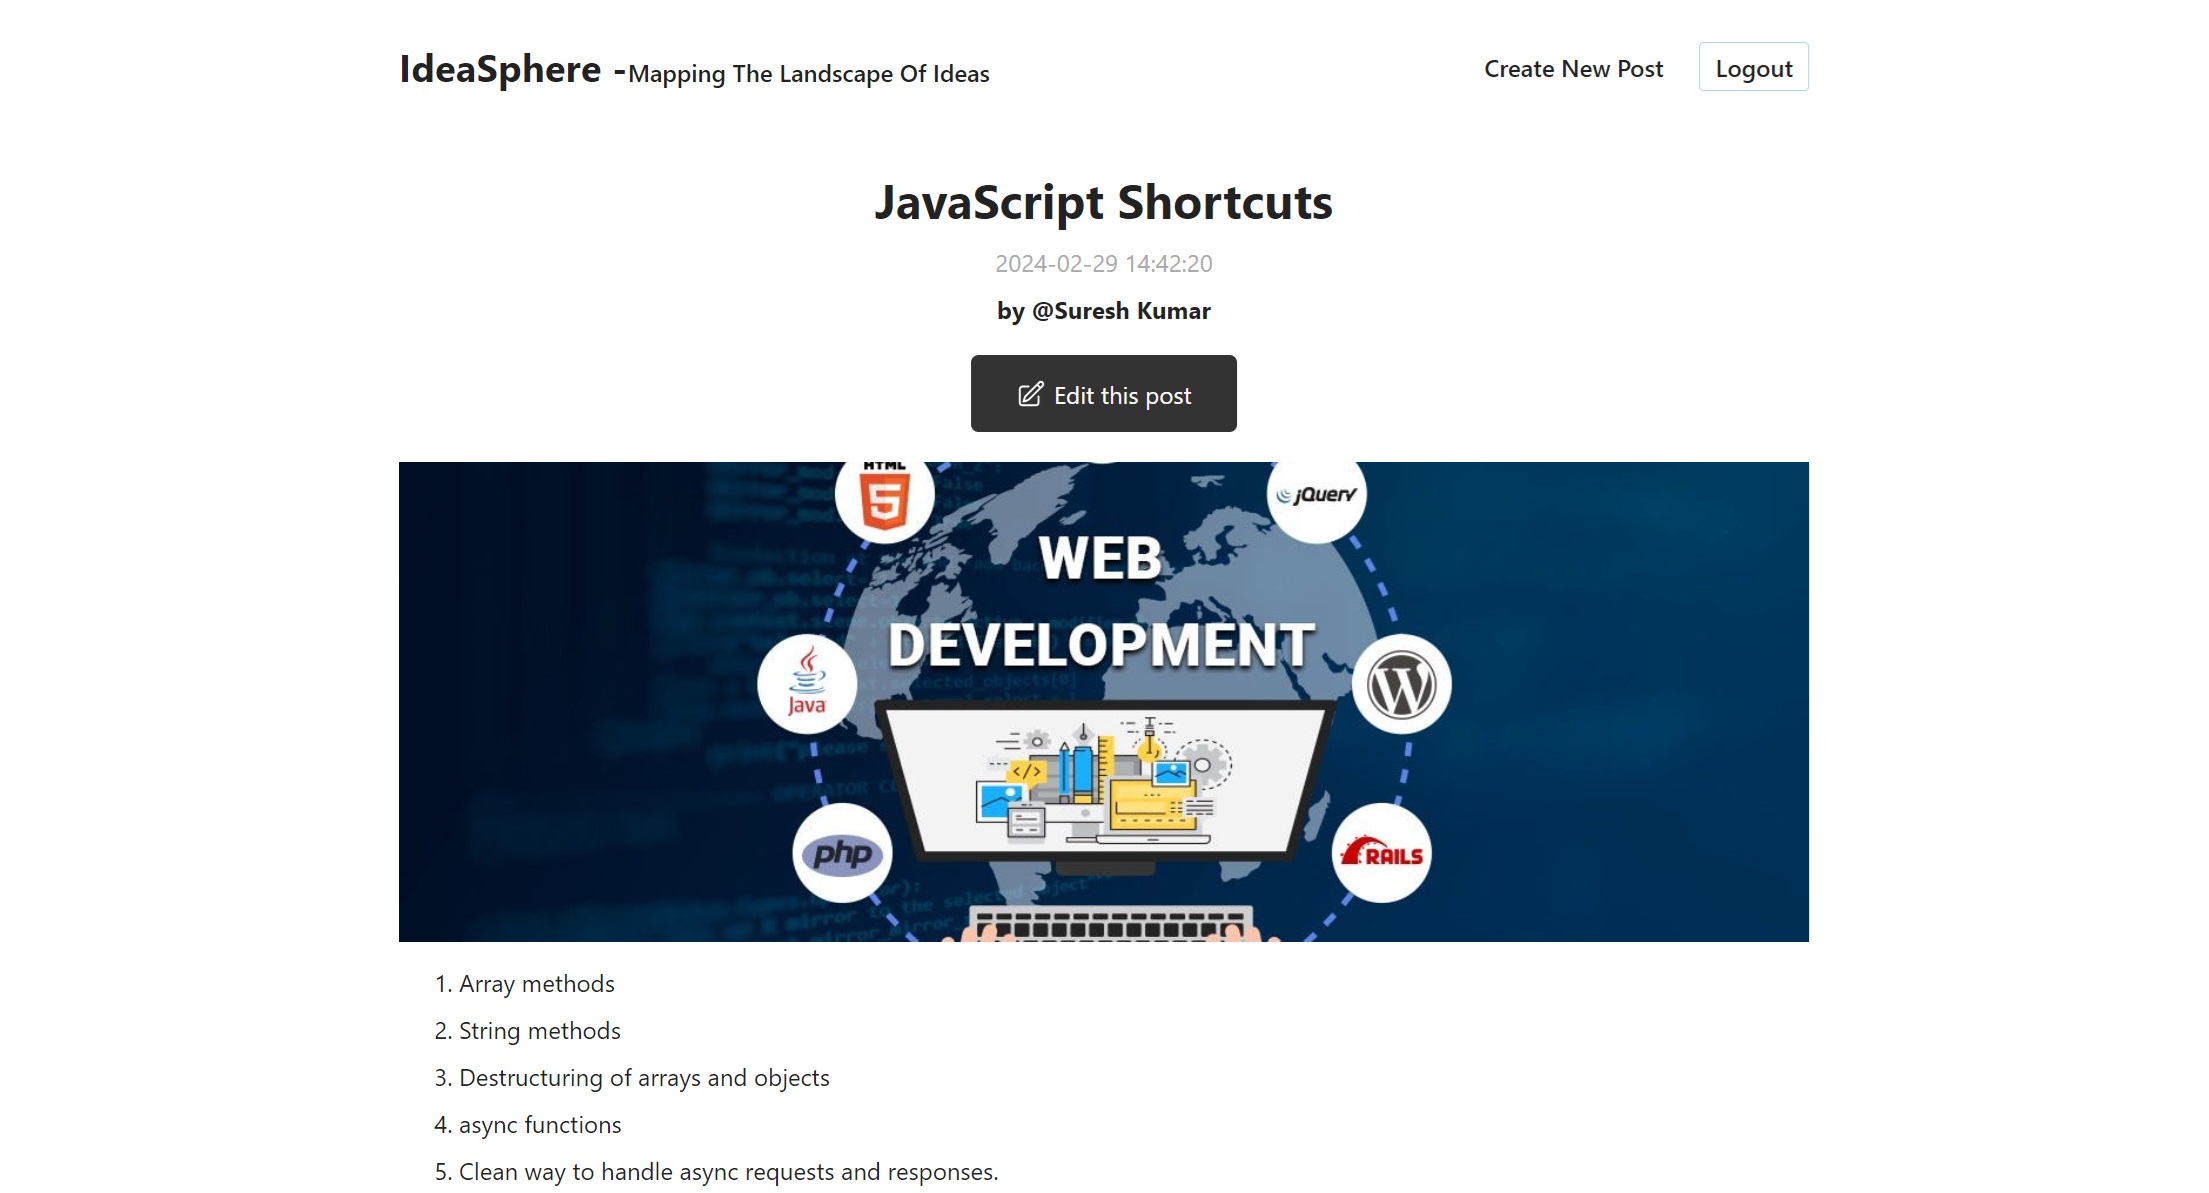 IdeaSphere -Mapping The Landscape Of Ideas
Create New Post
Logout
JavaScript Shortcuts
2024-02-29 14:42:20
by @Suresh Kumar
Edit this post
HTML
5
jQuery
WEB
DEVELOPMENT
Java
W
</>
php
RAILS
1. Array methods
2. String methods
3. Destructuring of arrays and objects
4. async functions
5. Clean way to handle async requests and responses.